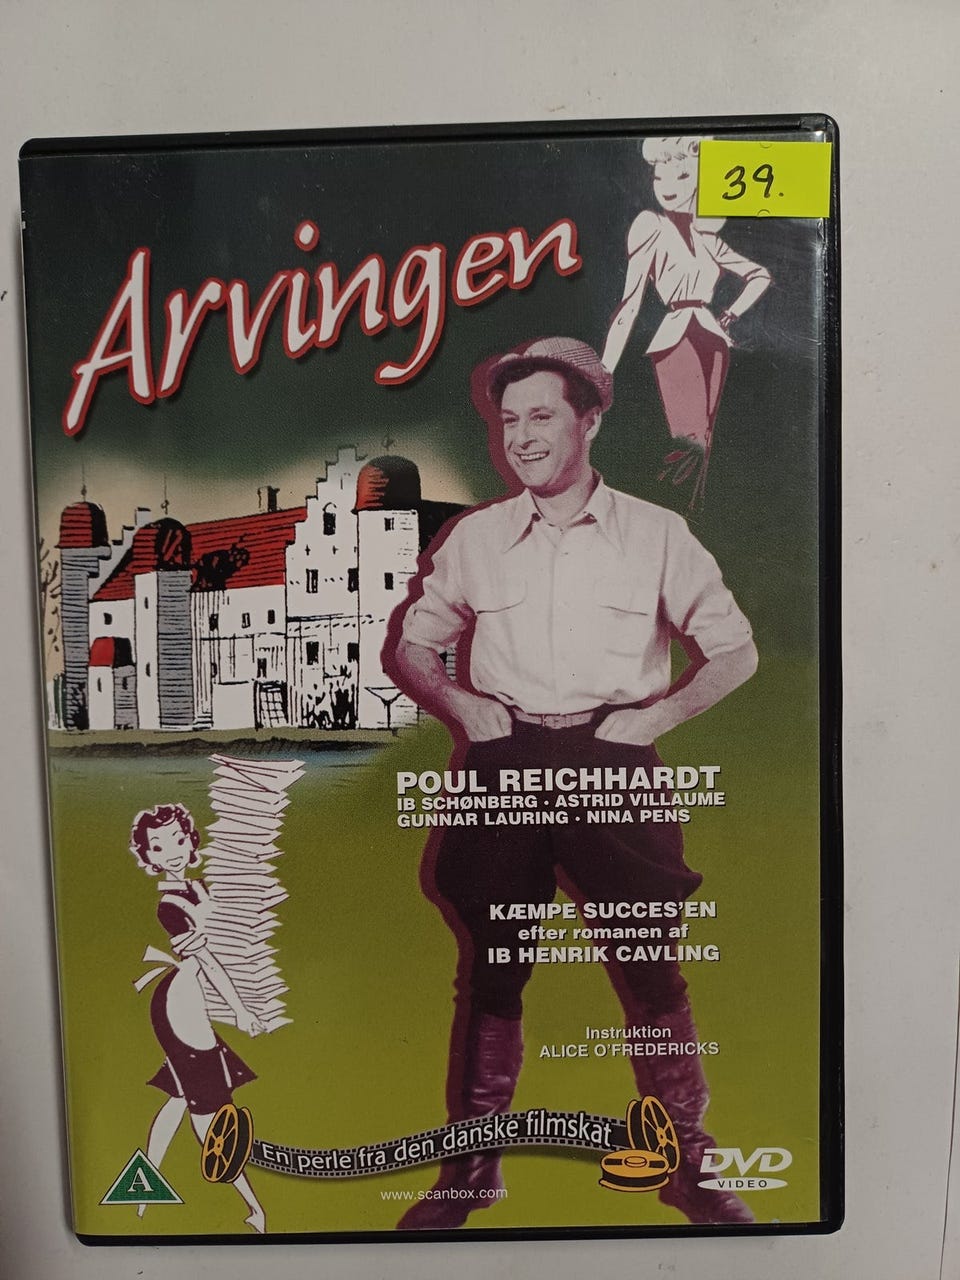 39.
Arvingen
POUL REICHHARDT
IB SCHØNBERG · ASTRID VILLAUME
GUNNAR LAURING · NINA PENS
KÆMPE SUCCES'EN
efter romanen af
IB HENRIK CAVLING
Instruktion
ALICE O'FREDERICKS
En perle fra den danske filmskat
A
www.scanbox.com
DVD
VIDEO